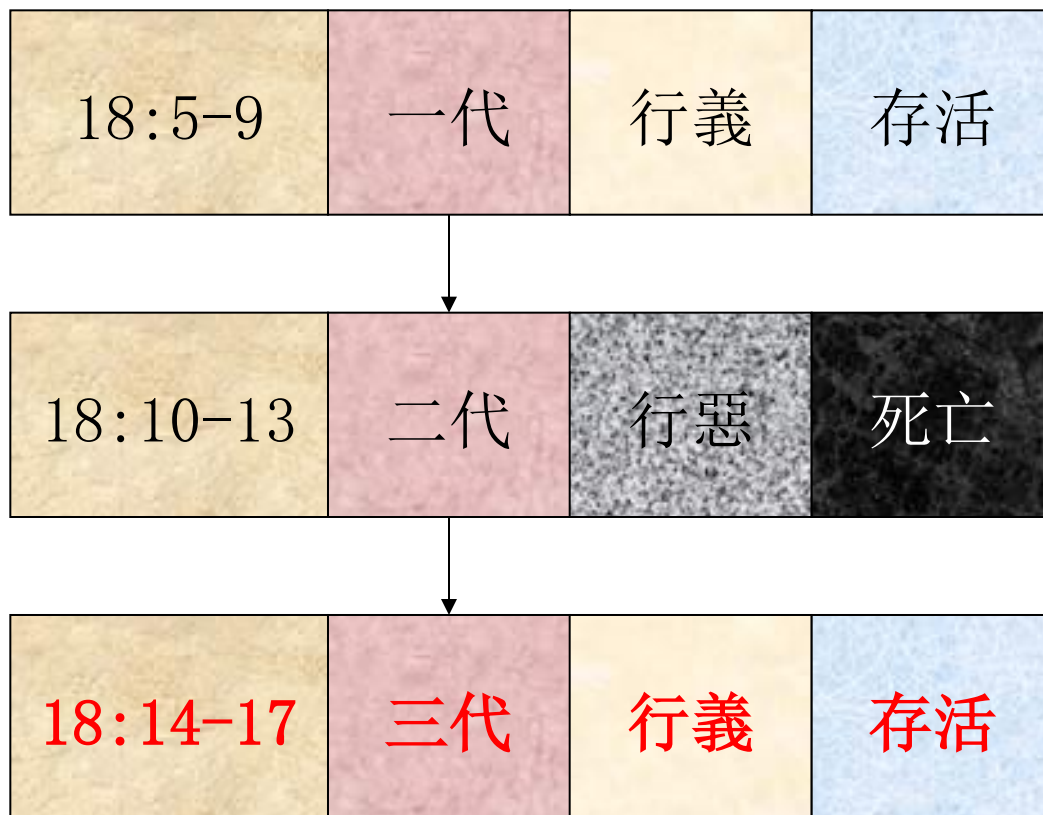 18:5-9 一代 行義 存活
18:10-13 二代 行惡 死亡
18:14-17 三代 行義 存活